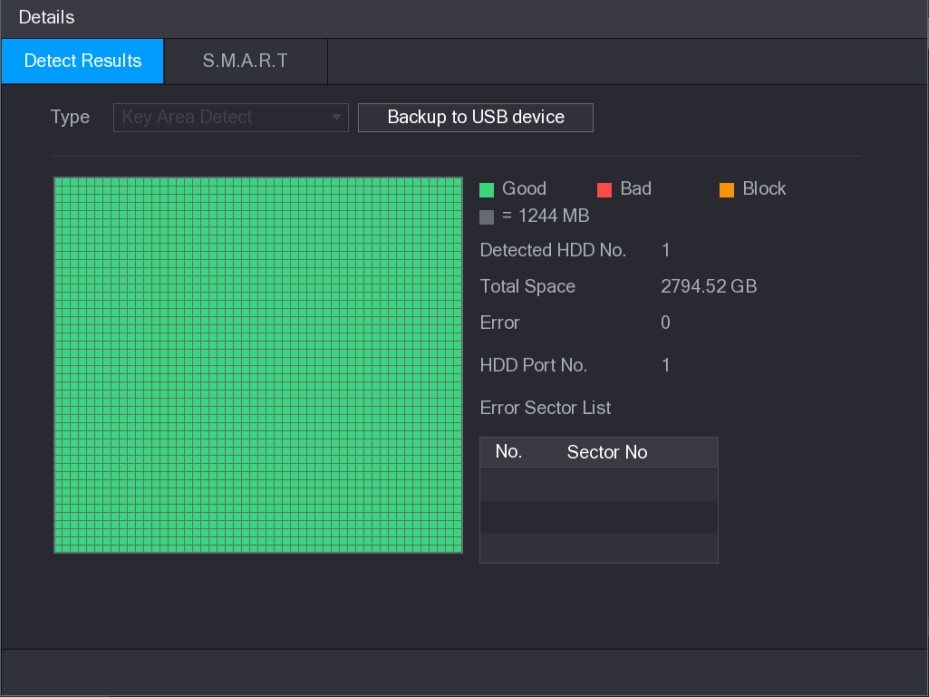 Details
Detect Results S.M.A.R.T
Type Key Area Detect Backup to USB device
Good Bad Block
= 1244 MB
Detected HDD No. 1
Total Space 2794.52 GB
Error 0
HDD Port No. 1
Error Sector List
No. Sector No